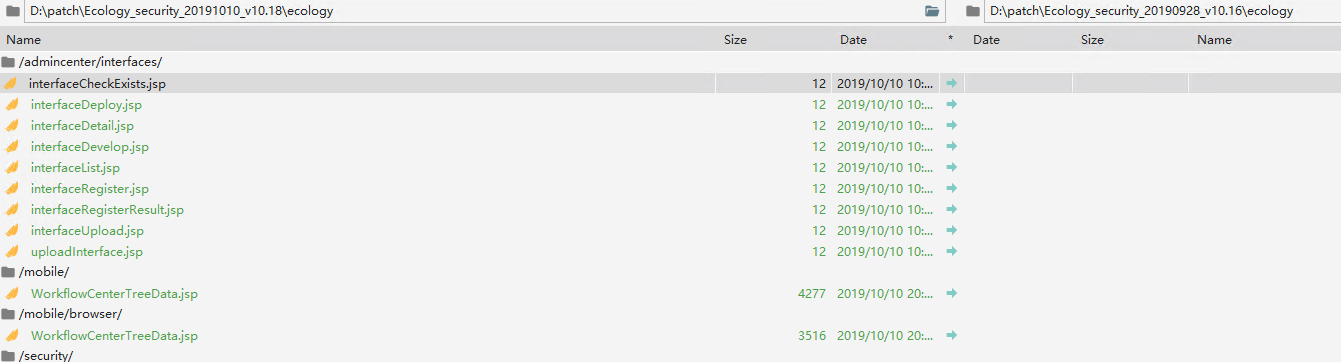 D:\patch\Ecology_security_20191010_v10.18\ecology D:\patch\Ecology_security_20190928_v10.16\ecology
Name Size Date * Date Size Name
/admincenter/interfaces/
interfaceCheckExists.jsp 12 2019/10/10 10:...
interfaceDeploy.jsp 12 2019/10/10 10:...
interfaceDetail.jsp 12 2019/10/10 10:...
interfaceDevelop.jsp 12 2019/10/10 10:...
interfaceList.jsp 12 2019/10/10 10:...
interfaceRegister.jsp 12 2019/10/10 10:...
interfaceRegisterResult.jsp 12 2019/10/10 10:...
interfaceUpload.jsp 12 2019/10/10 10:...
uploadInterface.jsp 12 2019/10/10 10:...
/mobile/
WorkflowCenterTreeData.jsp 4277 2019/10/10 20:...
/mobile/browser/
WorkflowCenterTreeData.jsp 3516 2019/10/10 20:...
/security/